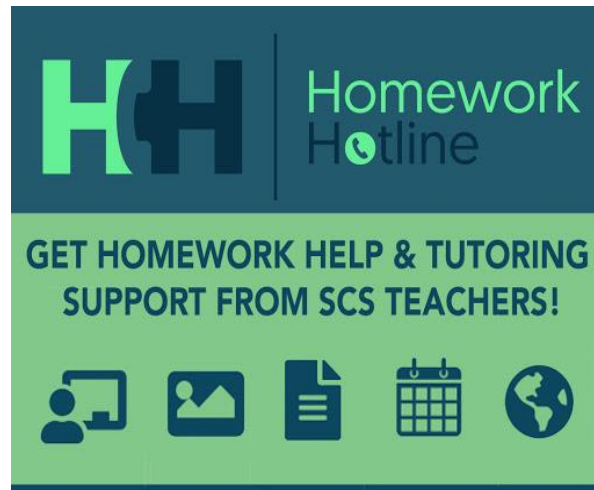 HH
Homework
Hotline
GET HOMEWORK HELP & TUTORING
SUPPORT FROM SCS TEACHERS!